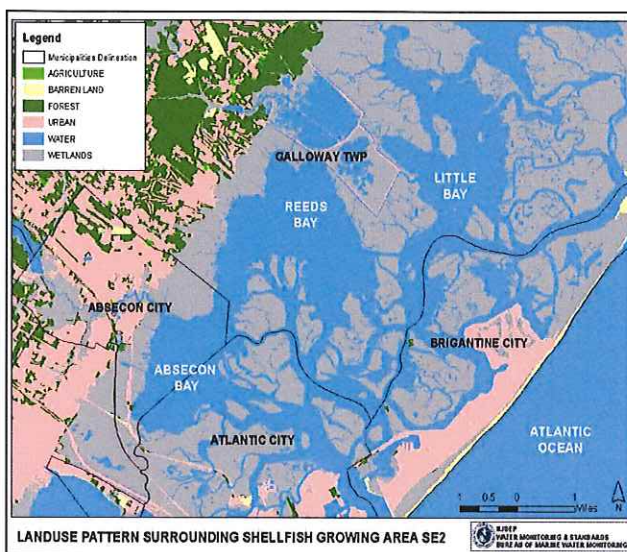 Legend
Municipalities Delineation
AGRICULTURE
BARREN LAND
FOREST
URBAN
WATER
WETLANDS
GALLOWAY TWP
LITTLE
BAY
REEDS
BAY
ABSECON CITY
BRIGANTINE CITY
ABSECON
BAY
ATLANTIC CITY
ATLANTIC
OCEAN
1 0.5 0 1
Miles
N
LANDUSE PATTERN SURROUNDING SHELLFISH GROWING AREA SE2
NJDEP
WATER MONITORING & STANDARDS
BUREAU OF MARINE WATER MONITORING